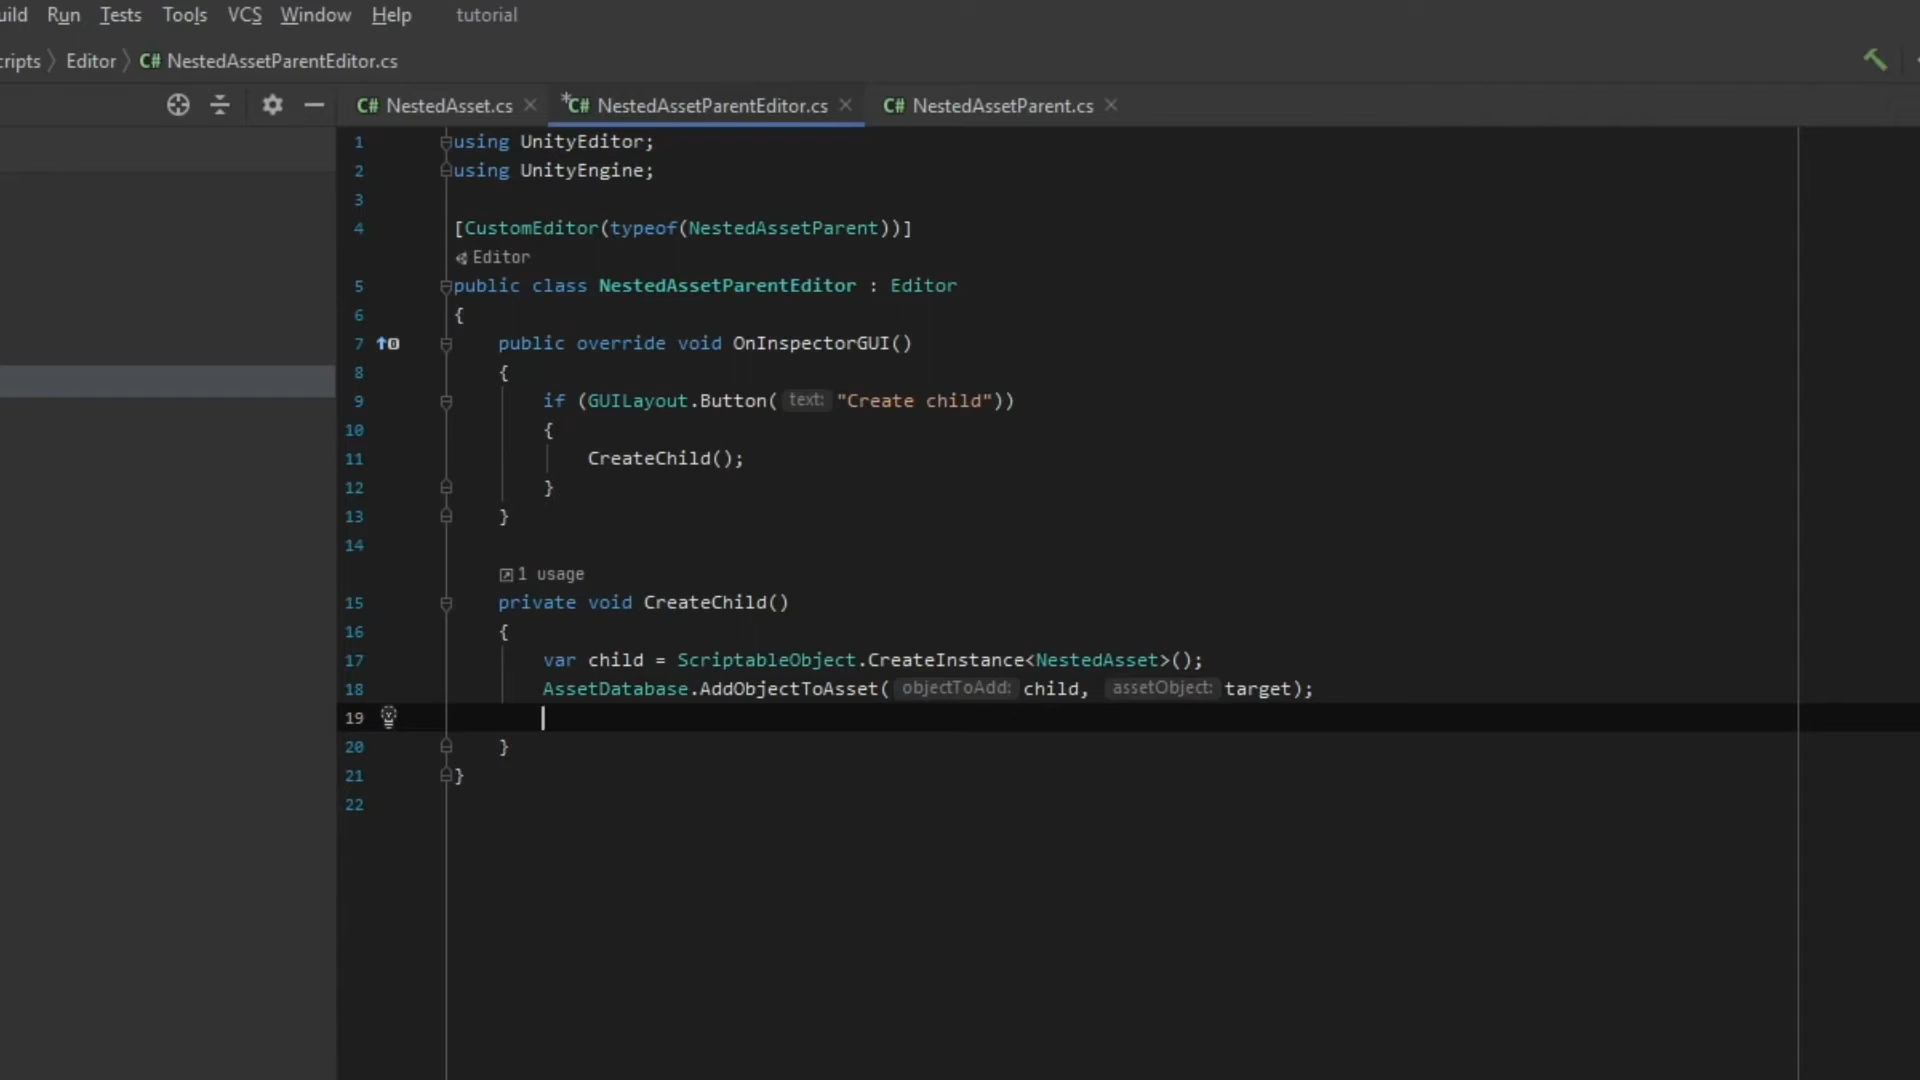 uild Run Tests Tools VCS Window Help tutorial
cripts Editor C# NestedAssetParentEditor.cs
C# NestedAsset.cs *C# NestedAssetParentEditor.cs C# NestedAssetParent.cs
1 using UnityEditor;
2 using UnityEngine;
3
4 [CustomEditor(typeof(NestedAssetParent))]
Editor
5 public class NestedAssetParentEditor : Editor
6 {
7 public override void OnInspectorGUI()
8 {
9 if (GUILayout.Button( text: "Create child"))
10 {
11 CreateChild();
12 }
13 }
14
1 usage
15 private void CreateChild()
16 {
17 var child = ScriptableObject.CreateInstance<NestedAsset>();
18 AssetDatabase.AddObjectToAsset( objectToAdd: child, assetObject: target);
19
20 }
21 }
22